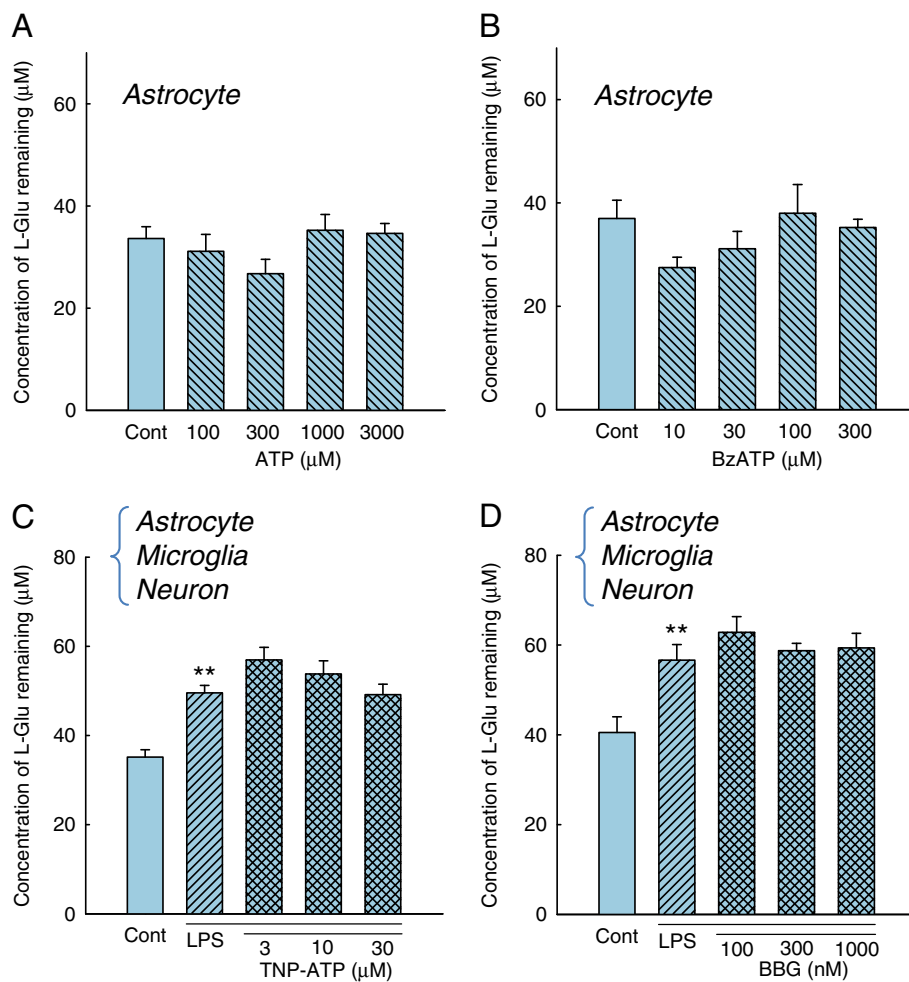 A
Concentration of L-Glu remaining (μM)
Astrocyte
60
40
20
0
Cont 100 300 1000 3000
ATP (μM)
B
Concentration of L-Glu remaining (μM)
Astrocyte
60
40
20
0
Cont 10 30 100 300
BzATP (μM)
C
Concentration of L-Glu remaining (μM)
Astrocyte
Microglia
Neuron
80
60
40
20
0
**
Cont LPS
3 10 30
TNP-ATP (μM)
D
Concentration of L-Glu remaining (μM)
Astrocyte
Microglia
Neuron
80
60
40
20
0
**
Cont LPS
100 300 1000
BBG (nM)